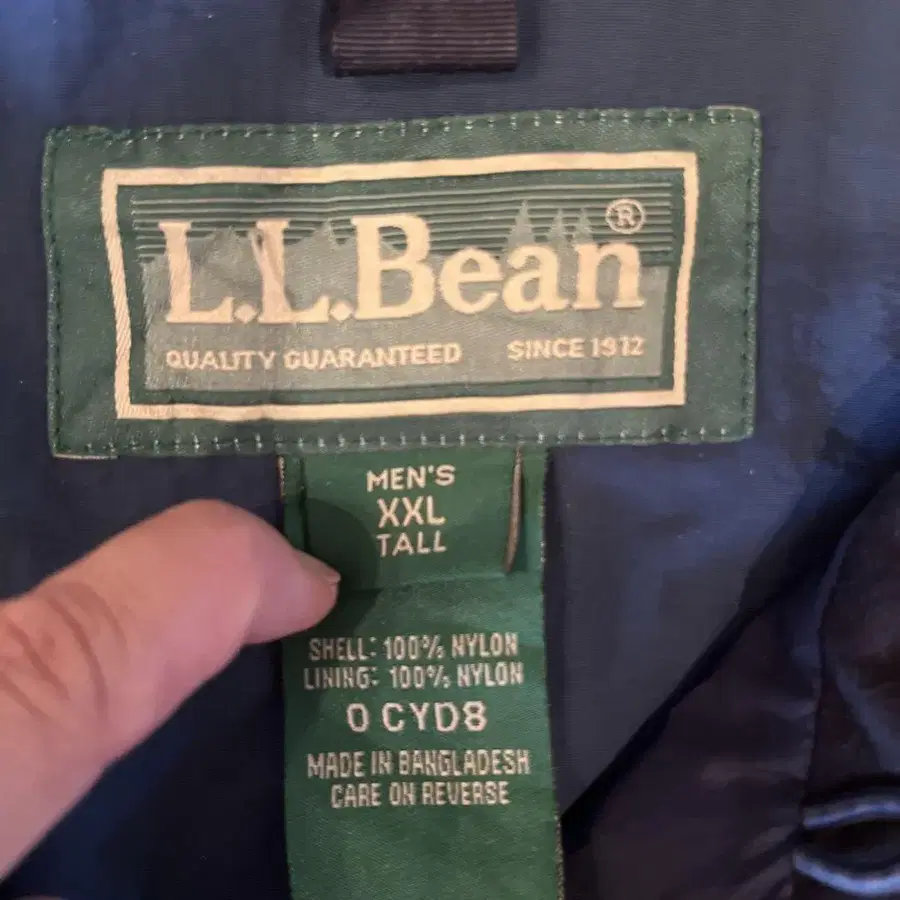 L.L.Bean®
QUALITY GUARANTEED SINCE 1912
MEN'S
XXL
TALL
SHELL: 100% NYLON
LINING: 100% NYLON
0 CYD8
MADE IN BANGLADESH
CARE ON REVERSE